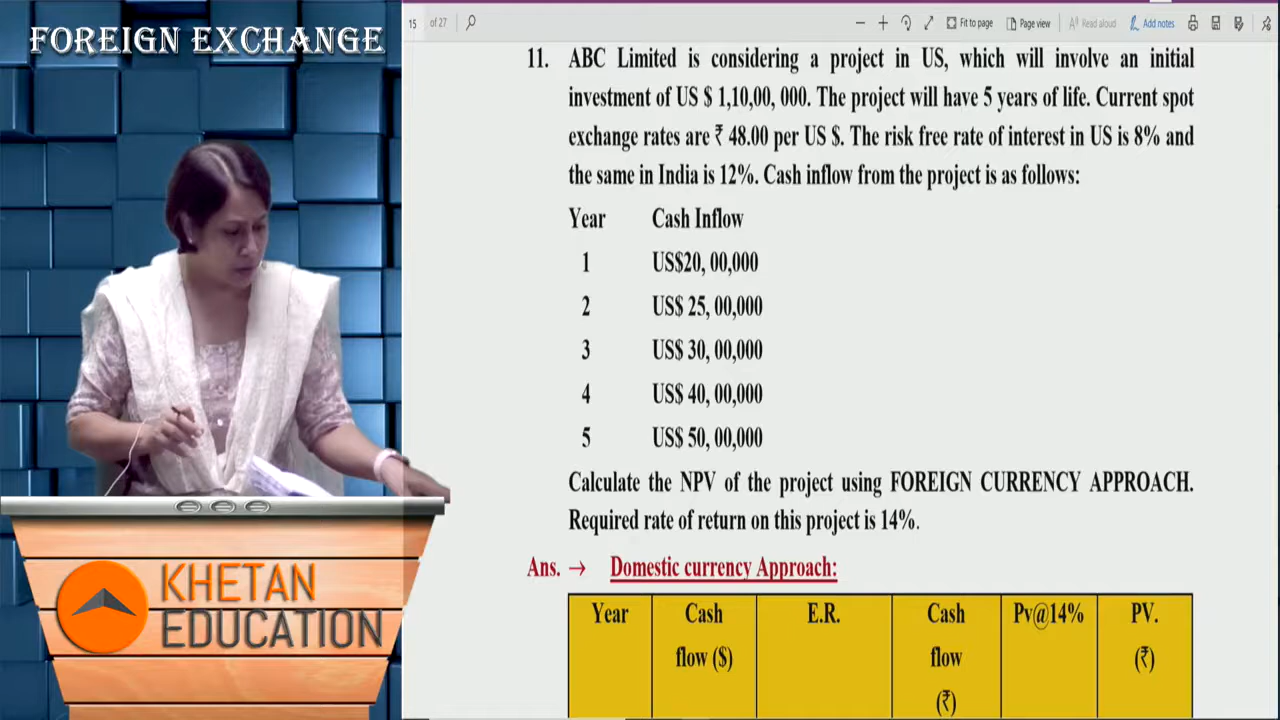 FOREIGN EXCHANGE
15 of 27
Fit to page
Page view
Read aloud
Add notes
11. ABC Limited is considering a project in US, which will involve an initial
investment of US $ 1,10,00, 000. The project will have 5 years of life. Current spot
exchange rates are ₹ 48.00 per US $. The risk free rate of interest in US is 8% and
the same in India is 12%. Cash inflow from the project is as follows:
Year Cash Inflow
1 US$20, 00,000
2 US$ 25, 00,000
3 US$ 30, 00,000
4 US$ 40, 00,000
5 US$ 50, 00,000
Calculate the NPV of the project using FOREIGN CURRENCY APPROACH.
Required rate of return on this project is 14%.
Ans. → Domestic currency Approach:
Year Cash E.R. Cash Pv@14% PV.
flow ($) flow (₹)
(₹)
KHETAN
EDUCATION